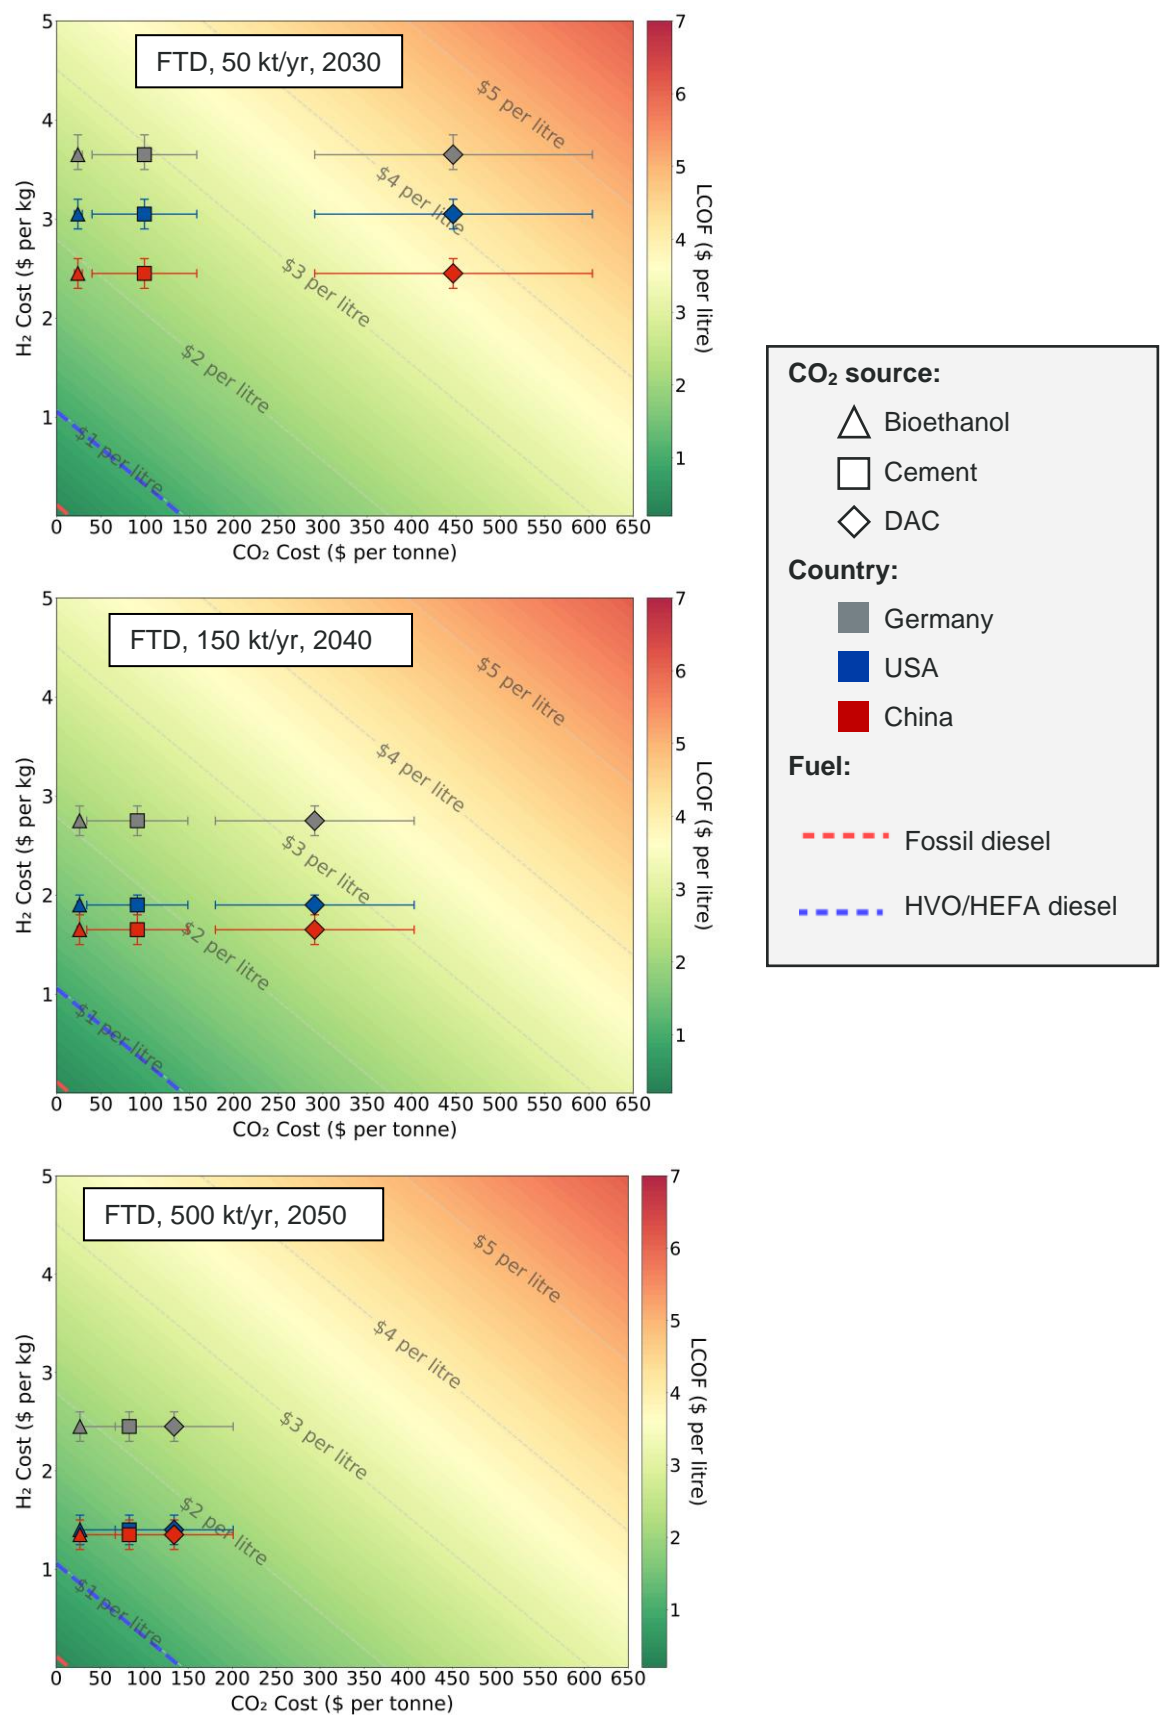 FTD, 50 kt/yr, 2030
5
4
3
2
1
H₂ Cost ($ per kg)
$5 per litre
$4 per litre
$3 per litre
$2 per litre
$1 per litre
0 50 100 150 200 250 300 350 400 450 500 550 600 650
CO₂ Cost ($ per tonne)
7
6
5
4
3
2
1
LCOF ($ per litre)
CO₂ source:
Bioethanol
Cement
DAC
Country:
Germany
USA
China
Fuel:
Fossil diesel
HVO/HEFA diesel
FTD, 150 kt/yr, 2040
5
4
3
2
1
H₂ Cost ($ per kg)
$5 per litre
$4 per litre
$3 per litre
$2 per litre
$1 per litre
0 50 100 150 200 250 300 350 400 450 500 550 600 650
CO₂ Cost ($ per tonne)
7
6
5
4
3
2
1
LCOF ($ per litre)
FTD, 500 kt/yr, 2050
5
4
3
2
1
H₂ Cost ($ per kg)
$5 per litre
$4 per litre
$3 per litre
$2 per litre
$1 per litre
0 50 100 150 200 250 300 350 400 450 500 550 600 650
CO₂ Cost ($ per tonne)
7
6
5
4
3
2
1
LCOF ($ per litre)